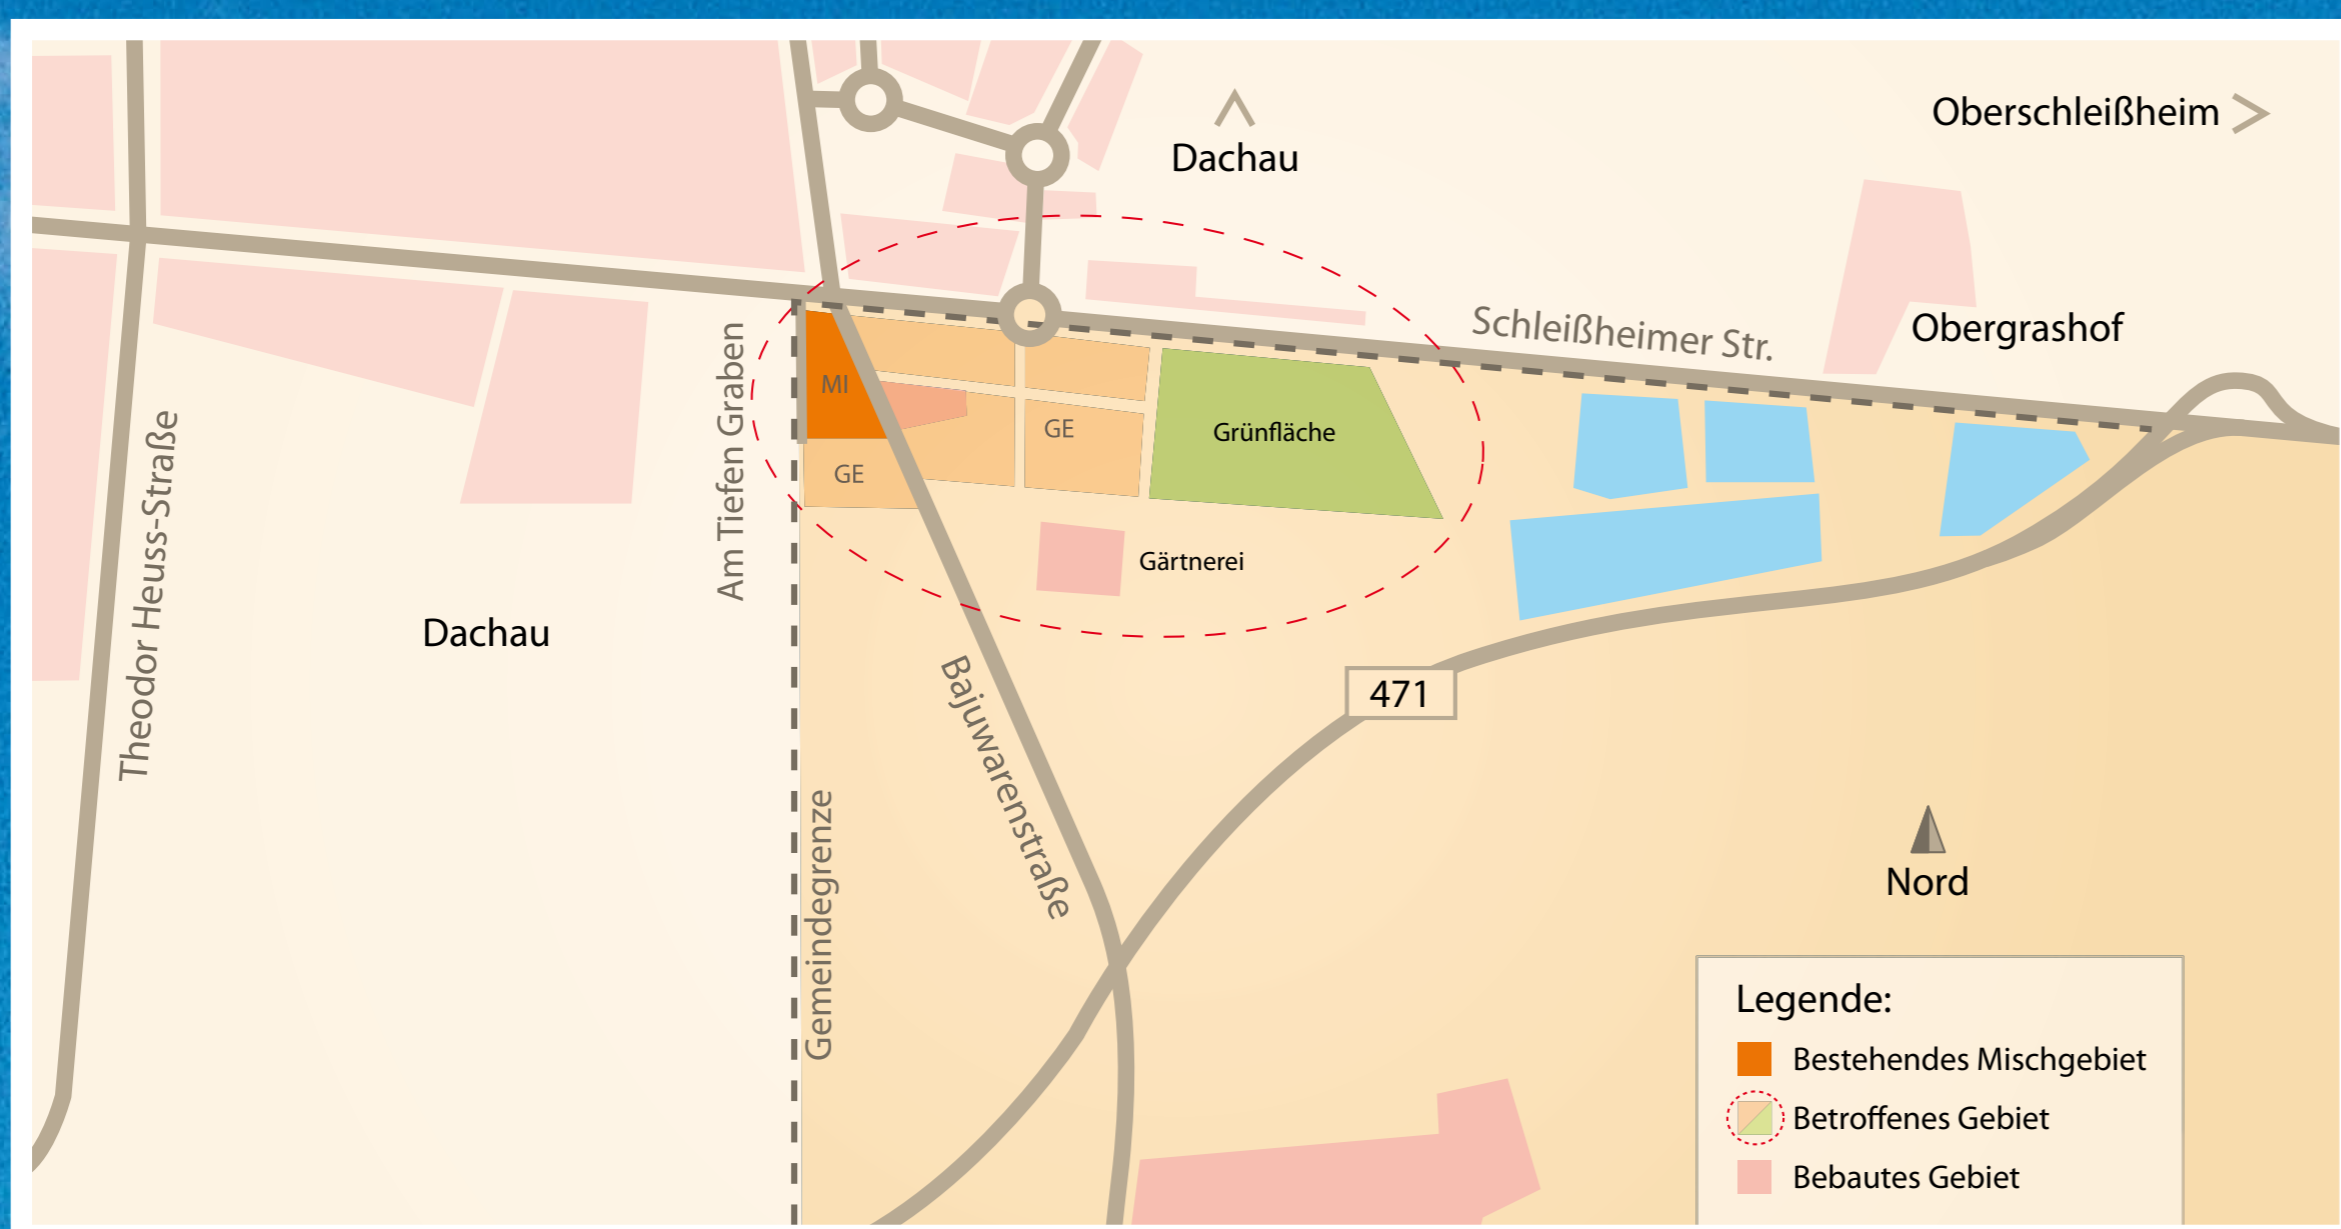 Oberschleißheim
Dachau
Schleißheimer Str.
Obergrashof
MI
GE
GE
Grünfläche
Gärtnerei
Am Tiefen Graben
Theodor Heuss-Straße
Dachau
Bajuwarenstraße
471
Gemeindegrenze
Nord
Legende:
Bestehendes Mischgebiet
Betroffenes Gebiet
Bebautes Gebiet